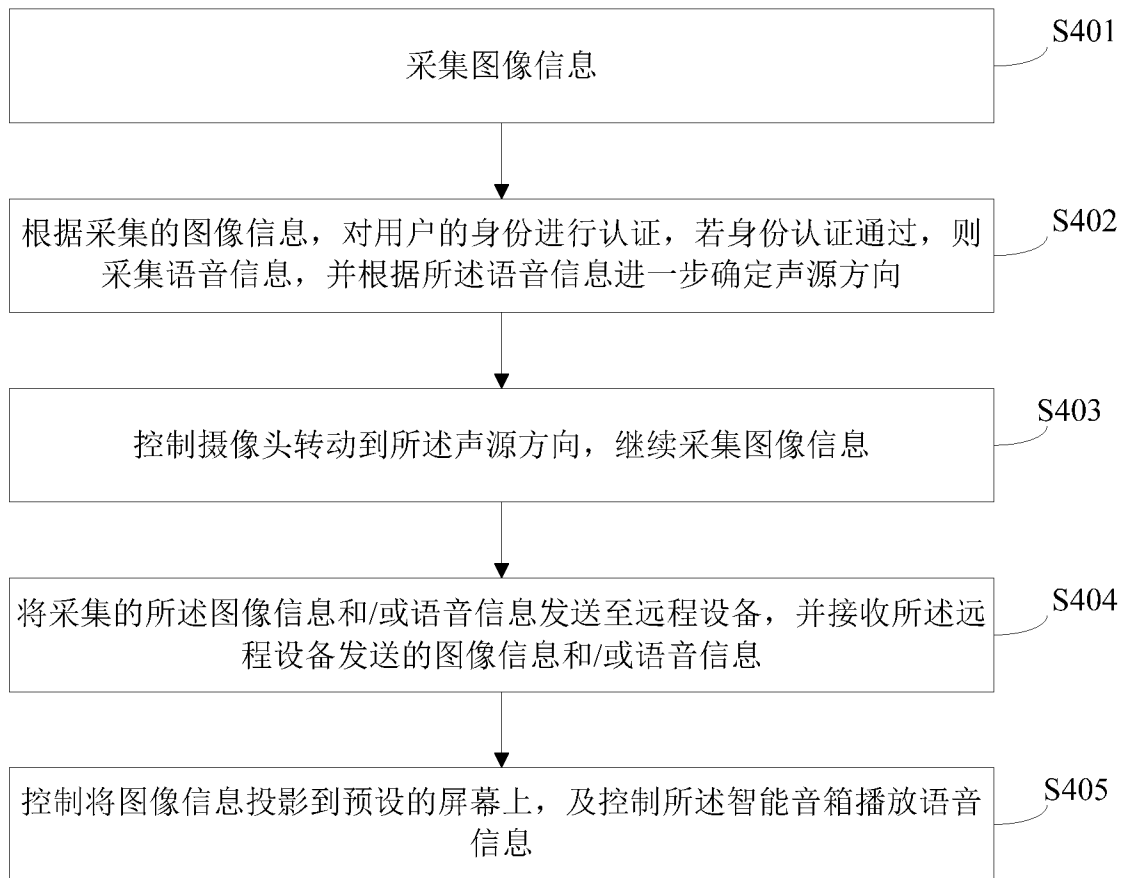 采集图像信息
S401
根据采集的图像信息，对用户的身份进行认证，若身份认证通过，则
采集语音信息，并根据所述语音信息进一步确定声源方向
S402
控制摄像头转动到所述声源方向，继续采集图像信息
S403
将采集的所述图像信息和/或语音信息发送至远程设备，并接收所述远
程设备发送的图像信息和/或语音信息
S404
控制将图像信息投影到预设的屏幕上，及控制所述智能音箱播放语音
信息
S405